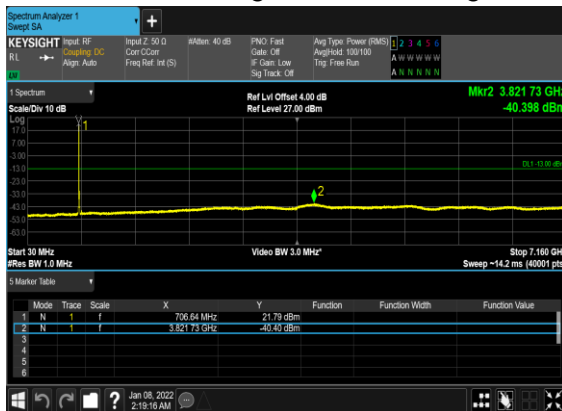 Spectrum Analyzer 1
Swept SA
+
KEYSIGHT Input: RF Input Z: 50 Ω #Atten: 40 dB PNO: Fast Avg Type: Power (RMS) 1 2 3 4 5 6
RL Coupling: DC Corr CCorr Gate: Off Avg|Hold: 100/100 A W W W W W
Align: Auto Freq Ref: Int (S) IF Gain: Low Trig: Free Run
Sig Track: Off A N N N N N
LXI
1 Spectrum
Ref Lvl Offset 4.00 dB Mkr2 3.821 73 GHz
Scale/Div 10 dB Ref Level 27.00 dBm -40.398 dBm
Log
1
17.0
7.00
-3.00
-13.0 DL1 -13.00 dBm
-23.0
-33.0 2
-43.0
-53.0
-63.0
Start 30 MHz Video BW 3.0 MHz* Stop 7.160 GHz
#Res BW 1.0 MHz Sweep ~14.2 ms (40001 pts)
5 Marker Table
Mode Trace Scale X Y Function Function Width Function Value
1 N 1 f 706.64 MHz 21.79 dBm
2 N 1 f 3.821 73 MHz -40.40 dBm
3
4
5
6
? Jan 08, 2022
2:19:16 AM